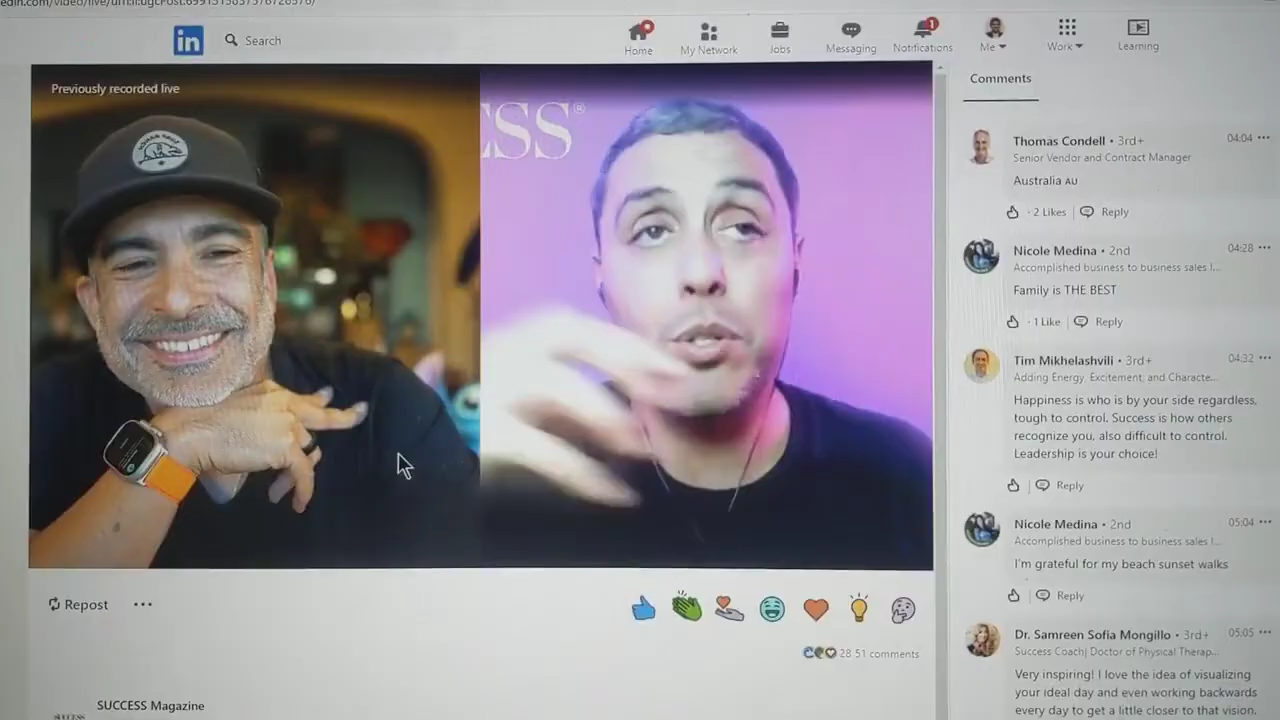 in
Search
Home
My Network
Jobs
Messaging
1
Notifications
Me
Work
Learning
Previously recorded live
ESS®
Comments
Thomas Condell • 3rd+
04:04
Senior Vendor and Contract Manager
Australia AU
· 2 Likes | Reply
Nicole Medina • 2nd
04:28
Accomplished business to business sales l...
Family is THE BEST
· 1 Like | Reply
Tim Mikhelashvili • 3rd+
04:32
Adding Energy, Excitement, and Characte...
Happiness is who is by your side regardless,
tough to control. Success is how others
recognize you, also difficult to control.
Leadership is your choice!
Reply
Nicole Medina • 2nd
05:04
Accomplished business to business sales l...
I'm grateful for my beach sunset walks
Reply
Dr. Samreen Sofia Mongillo • 3rd+
05:05
Success Coach| Doctor of Physical Therap...
Very inspiring! I love the idea of visualizing
your ideal day and even working backwards
every day to get a little closer to that vision.
Repost
28 51 comments
SUCCESS Magazine
SUCCESS